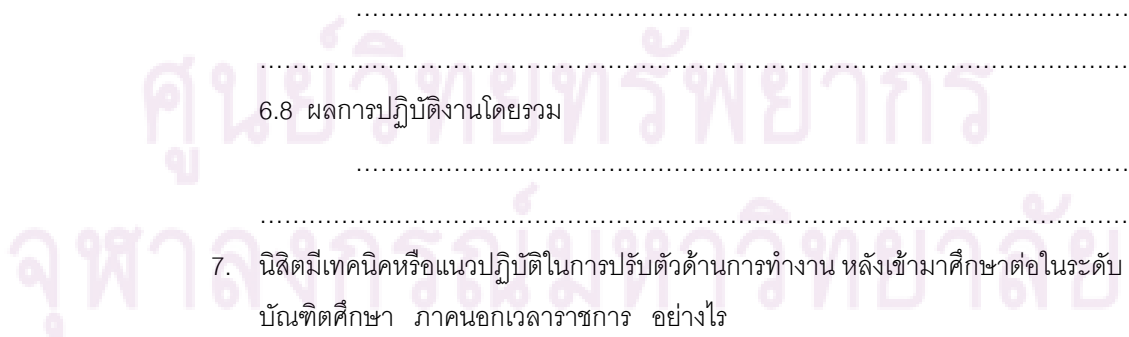 ……………………………………………………………………………………
………………………………………………………………………………………………
6.8 ผลการปฏิบัติงานโดยรวม
……………………………………………………………………………………
………………………………………………………………………………………………
ศูนย์วิทยทรัพยากร
จุฬาลงกรณ์มหาวิทยาลัย
7. นิสิตมีเทคนิคหรือแนวปฏิบัติในการปรับตัวด้านการทำงาน หลังเข้ามาศึกษาต่อในระดับ
บัณฑิตศึกษา ภาคนอกเวลาราชการ อย่างไร